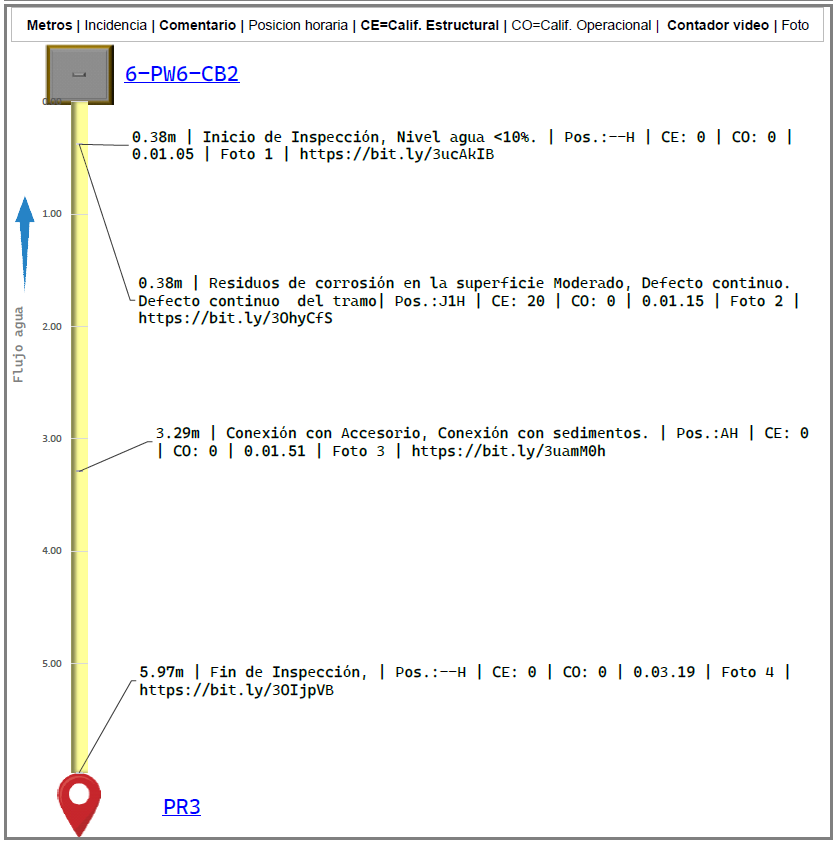 Metros | Incidencia | Comentario | Posicion horaria | CE=Calif. Estructural | CO=Calif. Operacional | Contador video | Foto
6-PW6-CB2
0.00
0.38m | Inicio de Inspección, Nivel agua <10%. | Pos.:--H | CE: 0 | CO: 0 |
0.01.05 | Foto 1 | https://bit.ly/3ucAkIB
1.00
0.38m | Residuos de corrosión en la superficie Moderado, Defecto continuo.
Defecto continuo  del tramo| Pos.:J1H | CE: 20 | CO: 0 | 0.01.15 | Foto 2 |
https://bit.ly/3OhyCfS
2.00
Flujo agua
3.29m | Conexión con Accesorio, Conexión con sedimentos. | Pos.:AH | CE: 0
| CO: 0 | 0.01.51 | Foto 3 | https://bit.ly/3uamM0h
3.00
4.00
5.00
5.97m | Fin de Inspección, | Pos.:--H | CE: 0 | CO: 0 | 0.03.19 | Foto 4 |
https://bit.ly/3OIjpVB
PR3